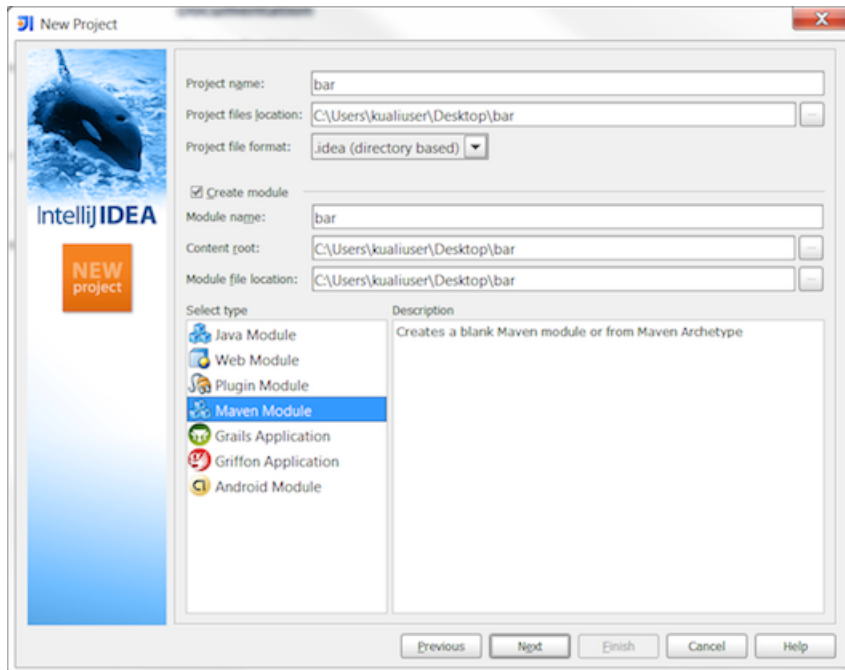 Documentation
New Project
Project name: bar
Project files location: C:\Users\kualiuser\Desktop\bar ...
Project file format: .idea (directory based)
Create module
IntelliJIDEA
Module name: bar
Content root: C:\Users\kualiuser\Desktop\bar ...
NEW
project
Module file location: C:\Users\kualiuser\Desktop\bar ...
Select type Description
Java Module Creates a blank Maven module or from Maven Archetype
Web Module
Plugin Module
Maven Module
Grails Application
Griffon Application
Android Module
Previous Next Finish Cancel Help